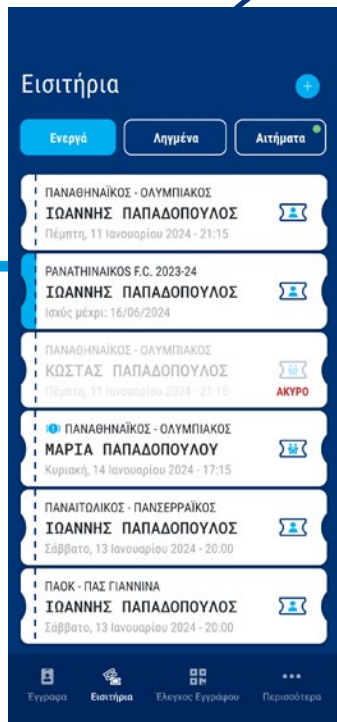 Εισιτήρια
Ενεργά
Ληγμένα
Αιτήματα
ΠΑΝΑΘΗΝΑΪΚΟΣ - ΟΛΥΜΠΙΑΚΟΣ
ΙΩΑΝΝΗΣ ΠΑΠΑΔΟΠΟΥΛΟΣ
Πέμπτη, 11 Ιανουαρίου 2024 - 21:15
PANATHINAIKOS F.C. 2023-24
ΙΩΑΝΝΗΣ ΠΑΠΑΔΟΠΟΥΛΟΣ
Ισχύς μέχρι: 16/06/2024
ΠΑΝΑΘΗΝΑΪΚΟΣ - ΟΛΥΜΠΙΑΚΟΣ
ΚΩΣΤΑΣ ΠΑΠΑΔΟΠΟΥΛΟΣ
Πέμπτη, 11 Ιανουαρίου 2024 - 21:15
ΑΚΥΡΟ
ΠΑΝΑΘΗΝΑΪΚΟΣ - ΟΛΥΜΠΙΑΚΟΣ
ΜΑΡΙΑ ΠΑΠΑΔΟΠΟΥΛΟΥ
Κυριακή, 14 Ιανουαρίου 2024 - 17:15
ΠΑΝΑΙΤΩΛΙΚΟΣ - ΠΑΝΣΕΡΡΑΪΚΟΣ
ΙΩΑΝΝΗΣ ΠΑΠΑΔΟΠΟΥΛΟΣ
Σάββατο, 13 Ιανουαρίου 2024 - 20:00
ΠΑΟΚ - ΠΑΣ ΓΙΑΝΝΙΝΑ
ΙΩΑΝΝΗΣ ΠΑΠΑΔΟΠΟΥΛΟΣ
Σάββατο, 13 Ιανουαρίου 2024 - 20:00
Έγγραφα
Εισιτήρια
Έλεγχος Εγγράφου
Περισσότερα